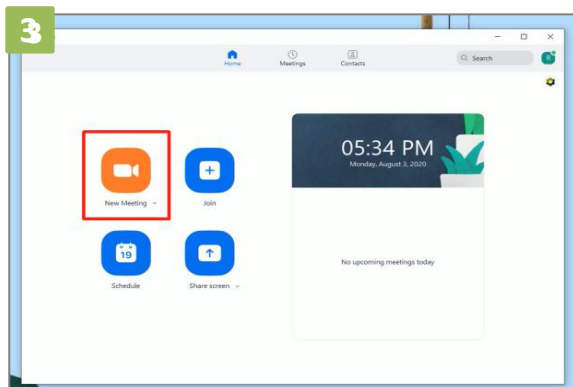 3
Home
Meetings
Contacts
Search
R
05:34 PM
Monday, August 3, 2020
New Meeting
Join
19
Schedule
Share screen
No upcoming meetings today